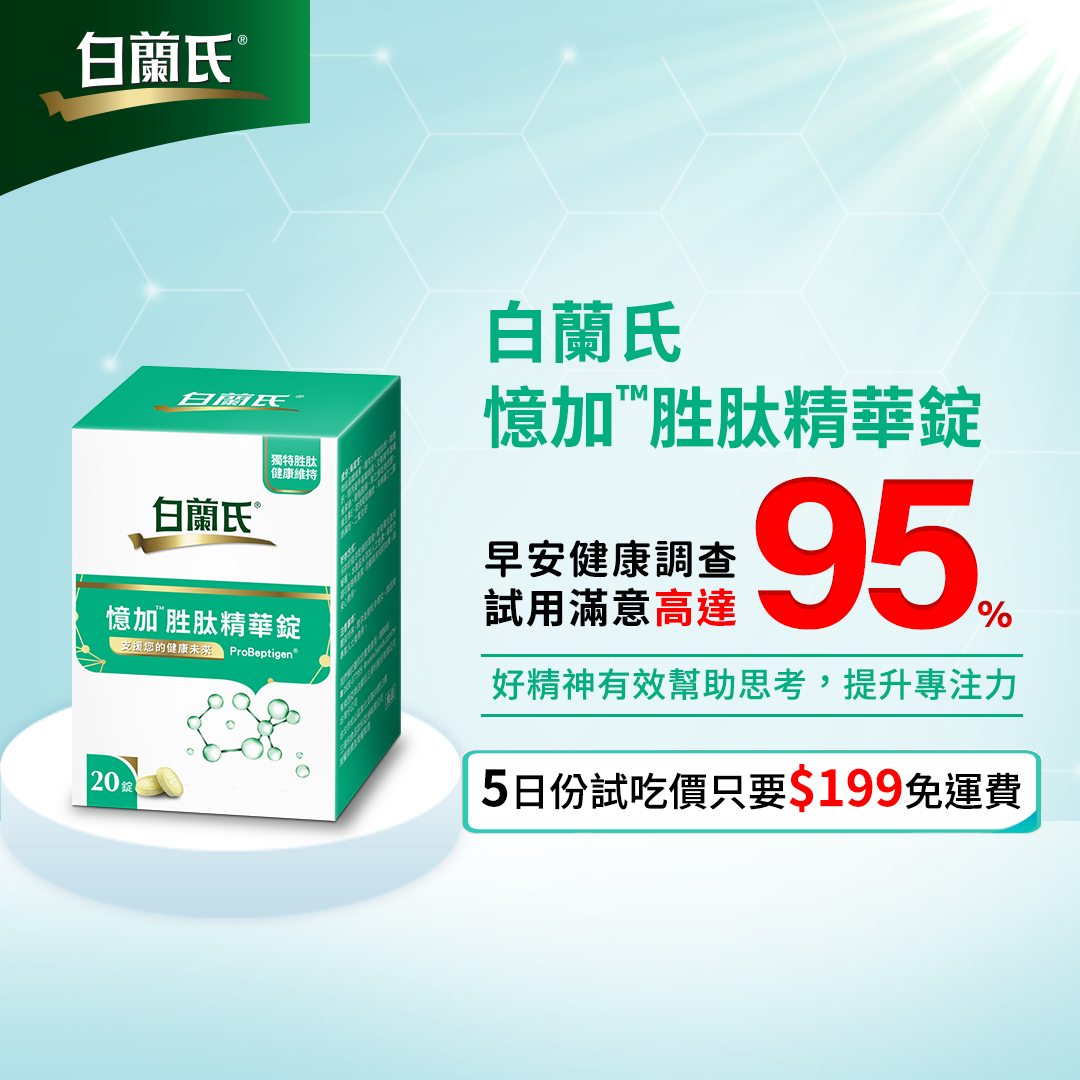 白蘭氏®
白蘭氏
憶加™胜肽精華錠
早安健康調查
試用滿意高達
95%
好精神有效幫助思考，提升專注力
5日份試吃價只要$199免運費
白蘭氏®
獨特胜肽
健康維持
白蘭氏®
憶加™胜肽精華錠
支援您的健康未來
ProBeptigen®
20錠